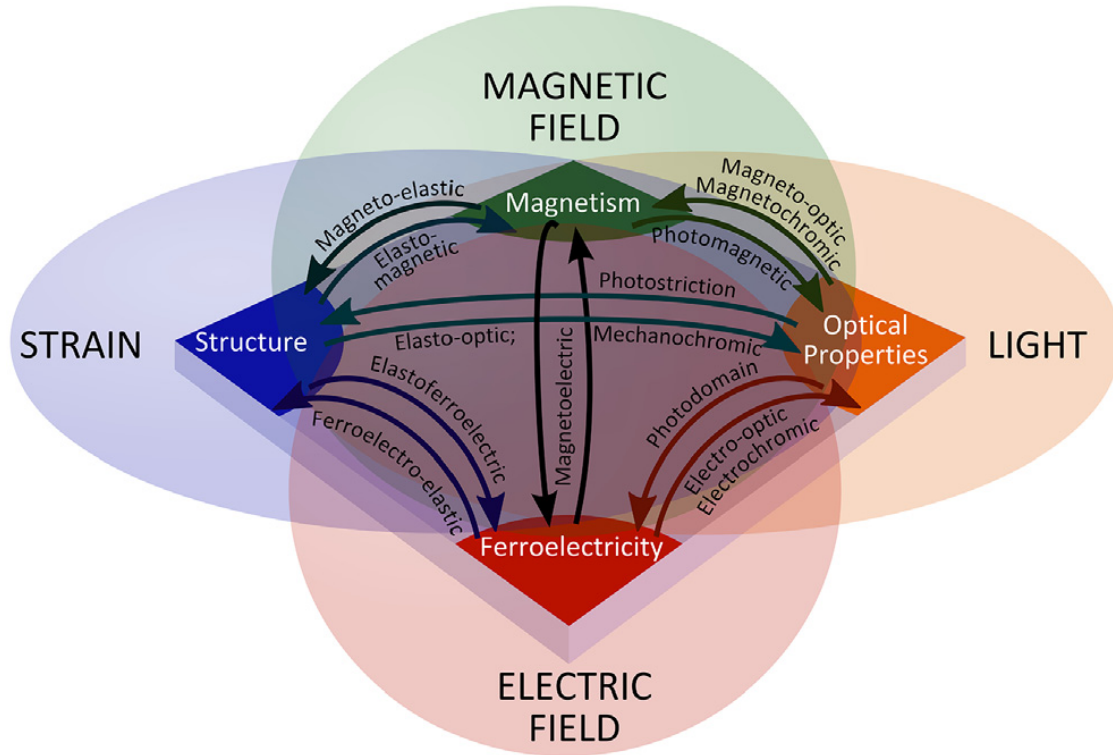 MAGNETIC
FIELD
Magneto-elastic
Elasto-
magnetic
Magnetism
Magneto-optic
Magnetochromic
Photomagnetic
STRAIN
Structure
Photostriction
Elasto-optic;
Mechanochromic
Optical
Properties
LIGHT
Elastoferroelectric
Ferroelectro-elastic
Magnetoelectric
Photodomain
Electro-optic
Electrochromic
Ferroelectricity
ELECTRIC
FIELD